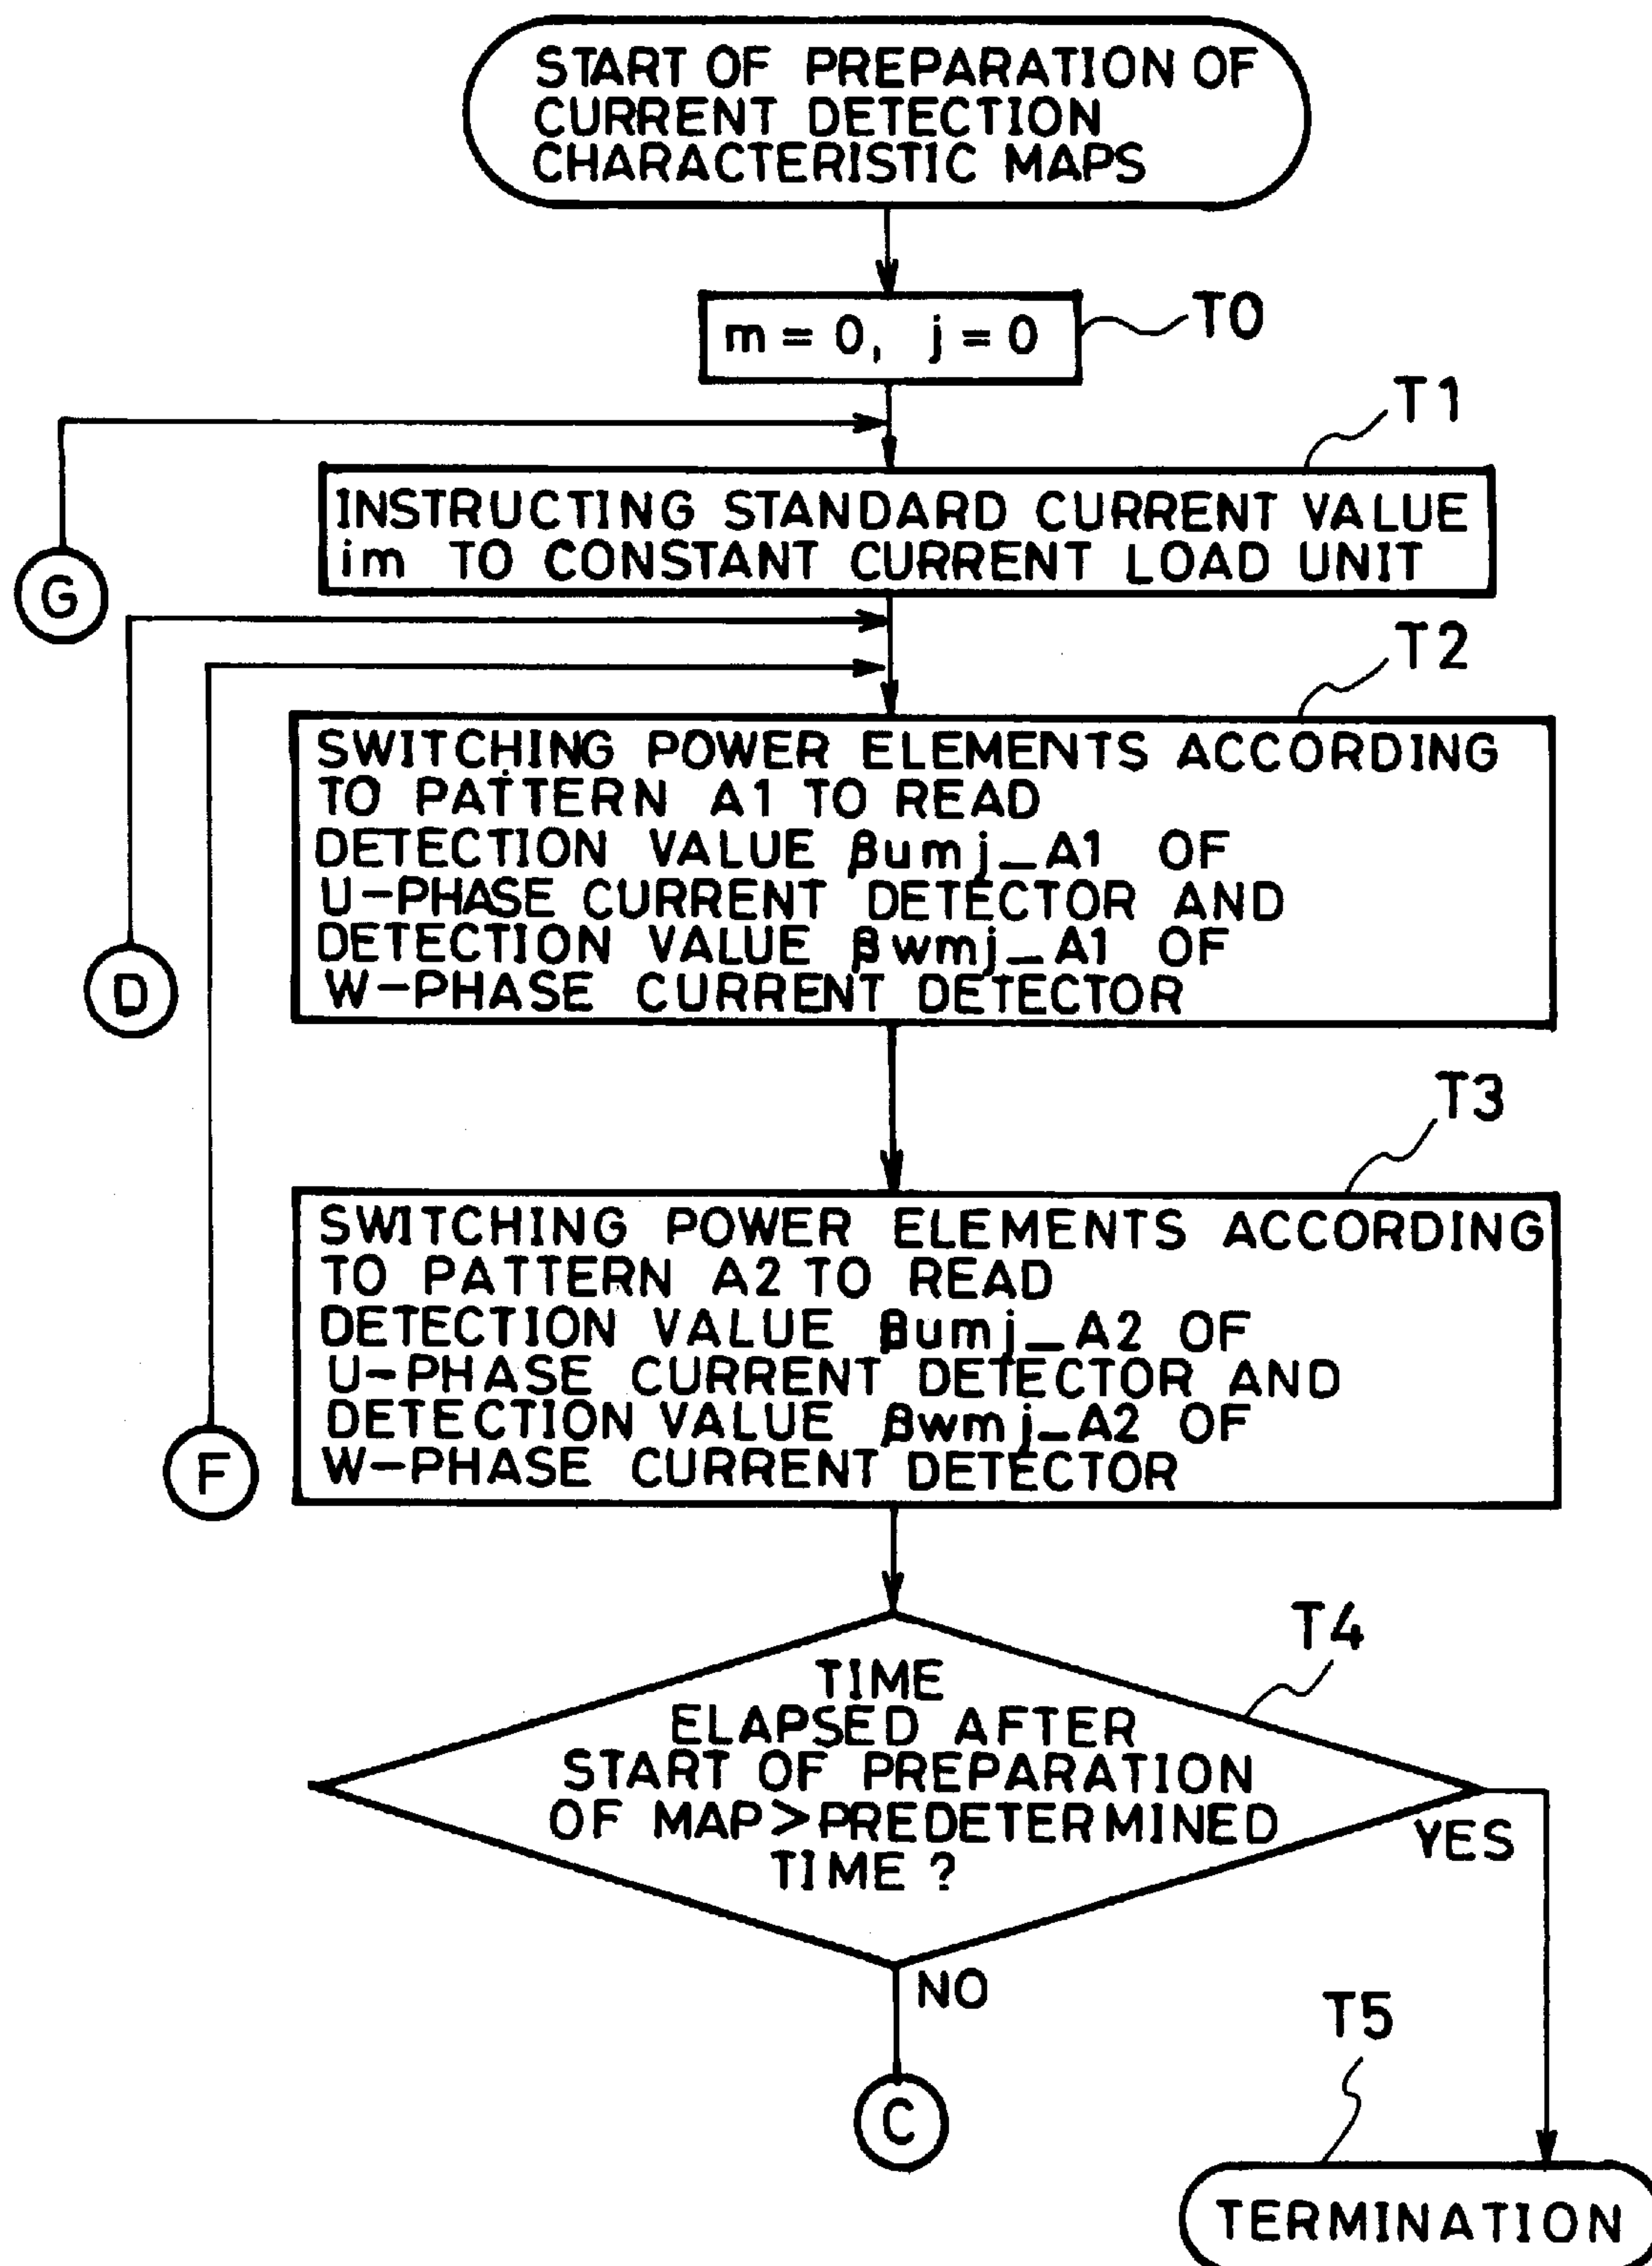 START OF PREPARATION OF
CURRENT DETECTION
CHARACTERISTIC MAPS
m = 0, j = 0
T0
T1
INSTRUCTING STANDARD CURRENT VALUE
im TO CONSTANT CURRENT LOAD UNIT
G
T2
SWITCHING POWER ELEMENTS ACCORDING
TO PATTERN A1 TO READ
DETECTION VALUE βumj_A1 OF
U-PHASE CURRENT DETECTOR AND
DETECTION VALUE βwmj_A1 OF
W-PHASE CURRENT DETECTOR
D
T3
SWITCHING POWER ELEMENTS ACCORDING
TO PATTERN A2 TO READ
DETECTION VALUE βumj_A2 OF
U-PHASE CURRENT DETECTOR AND
DETECTION VALUE βwmj_A2 OF
W-PHASE CURRENT DETECTOR
F
T4
TIME
ELAPSED AFTER
START OF PREPARATION
OF MAP>PREDETERMINED
TIME?
YES
NO
T5
C
TERMINATION